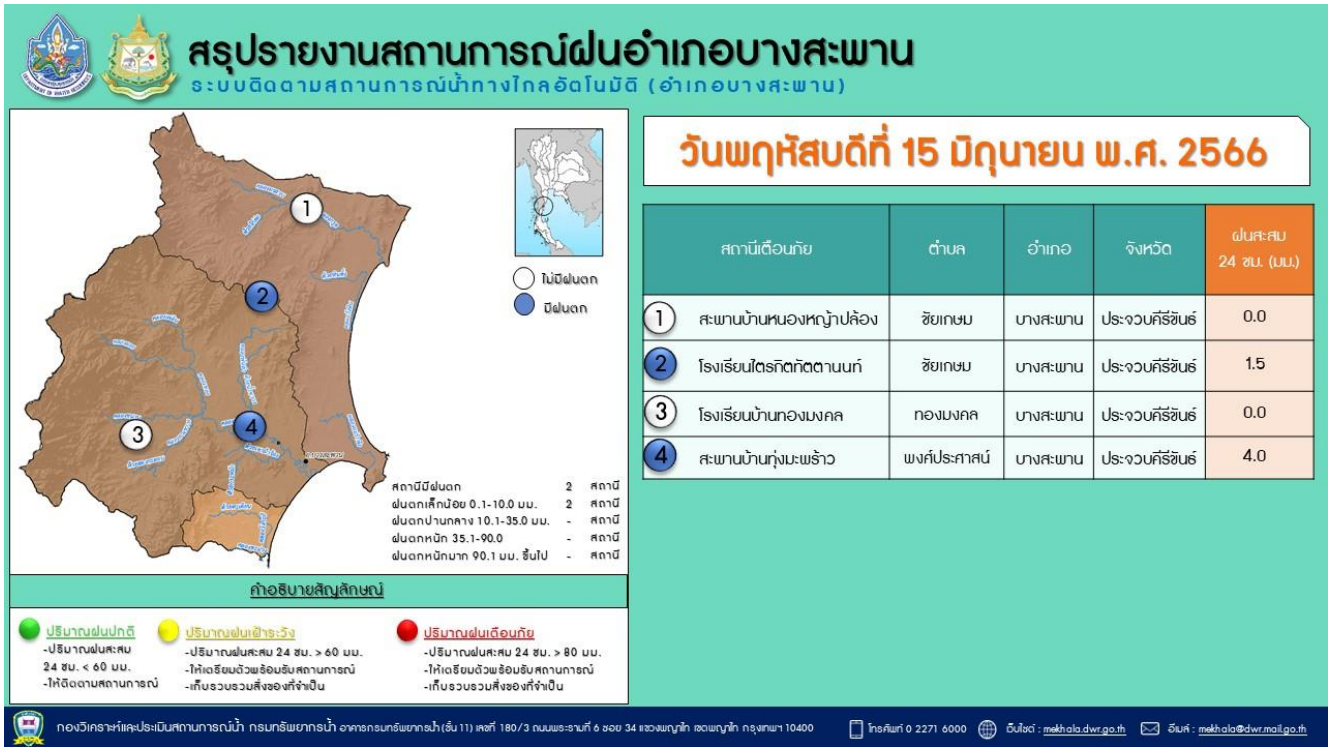 สรุปรายงานสถานการณ์ฝนอำเภอบางสะพาน
ระบบติดตามสถานการณ์น้ำทางไกลอัตโนมัติ (อำเภอบางสะพาน)
1
2
3
4
ไม่มีฝนตก
มีฝนตก
สถานีมีฝนตก 2 สถานี
ฝนตกเล็กน้อย 0.1-10.0 มม. 2 สถานี
ฝนตกปานกลาง 10.1-35.0 มม. - สถานี
ฝนตกหนัก 35.1-90.0 - สถานี
ฝนตกหนักมาก 90.1 มม. ขึ้นไป - สถานี
คำอธิบายสัญลักษณ์
ปริมาณฝนปกติ
-ปริมาณฝนสะสม
24 ชม. < 60 มม.
-ให้ติดตามสถานการณ์
ปริมาณฝนเฝ้าระวัง
-ปริมาณฝนสะสม 24 ชม. > 60 มม.
-ให้เตรียมตัวพร้อมรับสถานการณ์
-เก็บรวบรวมสิ่งของที่จำเป็น
ปริมาณฝนเตือนภัย
-ปริมาณฝนสะสม 24 ชม. > 80 มม.
-ให้เตรียมตัวพร้อมรับสถานการณ์
-เก็บรวบรวมสิ่งของที่จำเป็น
วันพฤหัสบดีที่ 15 มิถุนายน พ.ศ. 2566
สถานีเตือนภัย ตำบล อำเภอ จังหวัด ฝนสะสม
24 ชม. (มม.)
1 สะพานบ้านหนองหญ้าปล้อง ชัยเกษม บางสะพาน ประจวบคีรีขันธ์ 0.0
2 โรงเรียนไตรกิตทัตตานนท์ ชัยเกษม บางสะพาน ประจวบคีรีขันธ์ 1.5
3 โรงเรียนบ้านทองมงคล ทองมงคล บางสะพาน ประจวบคีรีขันธ์ 0.0
4 สะพานบ้านทุ่งมะพร้าว พงศ์ประศาสน์ บางสะพาน ประจวบคีรีขันธ์ 4.0
กองวิเคราะห์และประเมินสถานการณ์น้ำ กรมทรัพยากรน้ำ อาคารกรมทรัพยากรน้ำ (ชั้น 11) เลขที่ 180/3 ถนนพระรามที่ 6 ซอย 34 แขวงพญาไท เขตพญาไท กรุงเทพฯ 10400 โทรศัพท์ 0 2271 6000 เว็บไซต์ : mekhala.dwr.go.th อีเมล์ : mekhala@dwr.mail.go.th